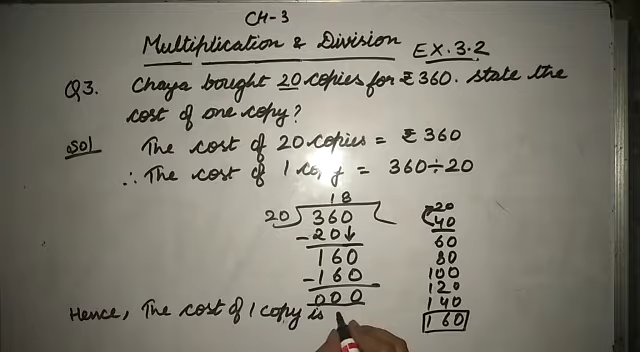 CH-3
Multiplication & Division EX.3.2
Q3. Chaya bought 20 copies for ₹360. state the
cost of one copy?
Sol The cost of 20 copies = ₹360
∴ The cost of 1 copy = 360÷20
18
20 360
-20↓
160
-160
000
20
40
60
80
100
120
140
160
Hence, The cost of 1 copy is